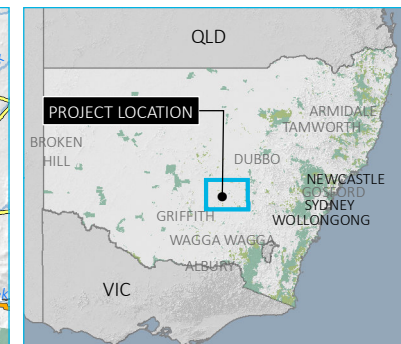 QLD
PROJECT LOCATION
ARMIDALE
TAMWORTH
BROKEN
HILL
DUBBO
NEWCASTLE
GOSFORD
SYDNEY
GRIFFITH
WOLLONGONG
WAGGA WAGGA
ALBURY
VIC